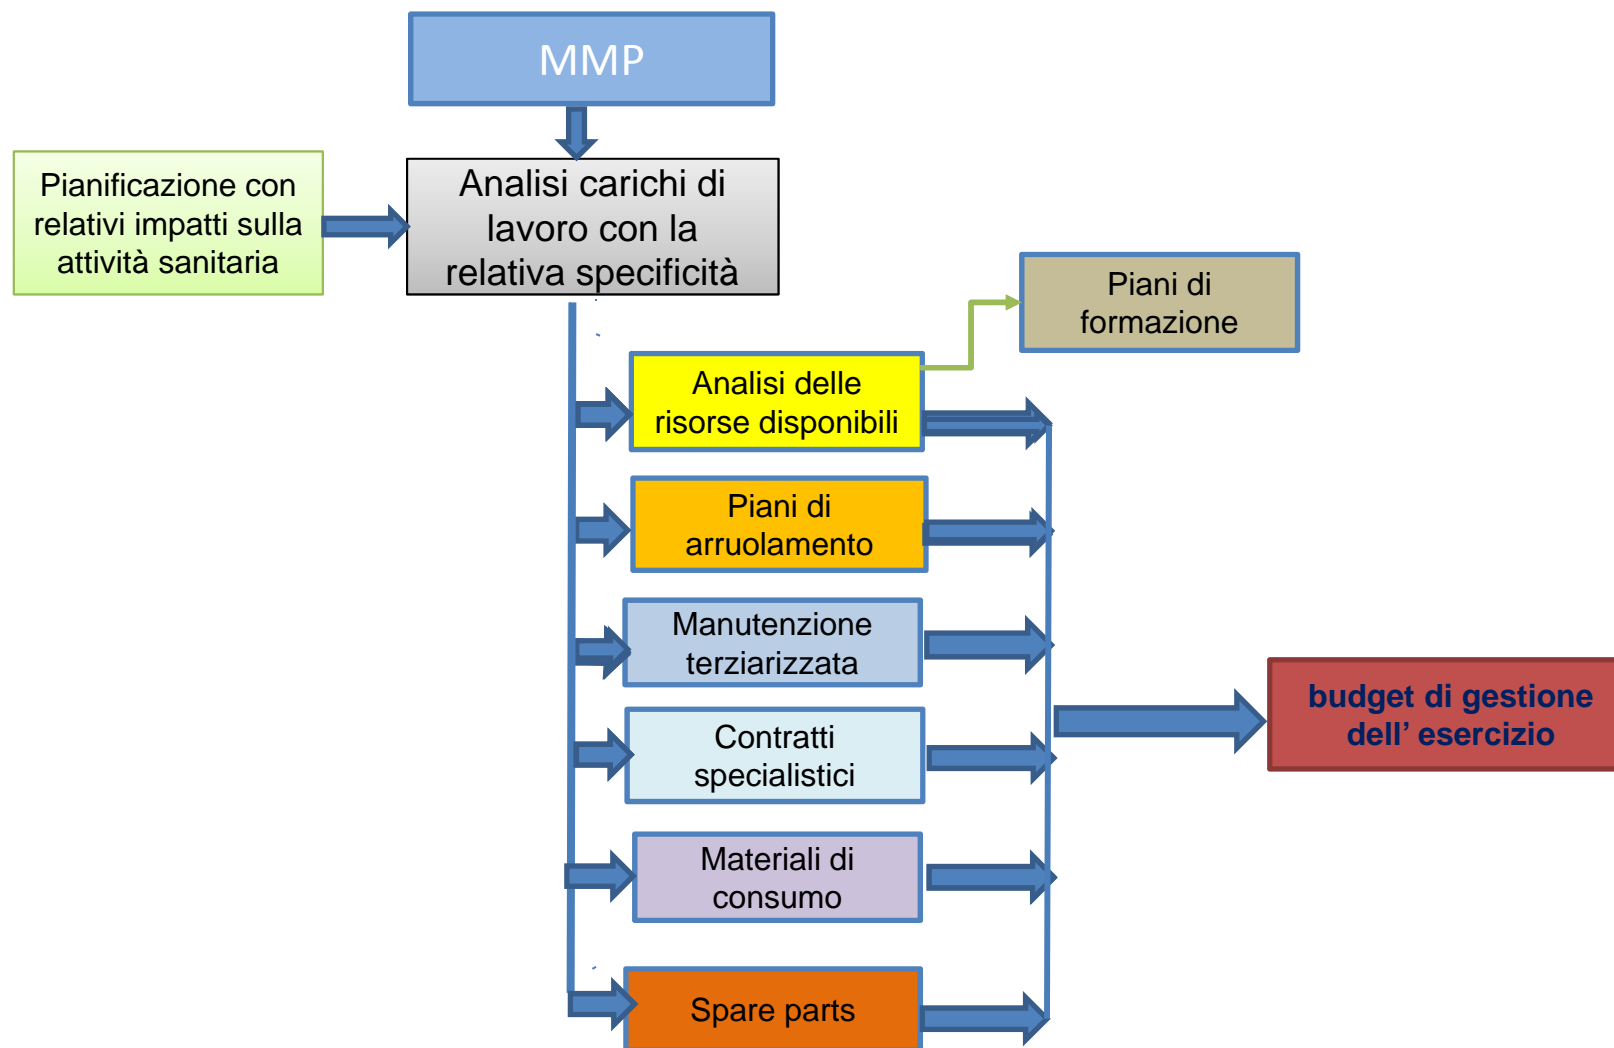 MMP
Pianificazione con
relativi impatti sulla
attività sanitaria
Analisi carichi di
lavoro con la
relativa specificità
Piani di
formazione
Analisi delle
risorse disponibili
Piani di
arruolamento
Manutenzione
terziarizzata
Contratti
specialistici
Materiali di
consumo
Spare parts
budget di gestione
dell’ esercizio